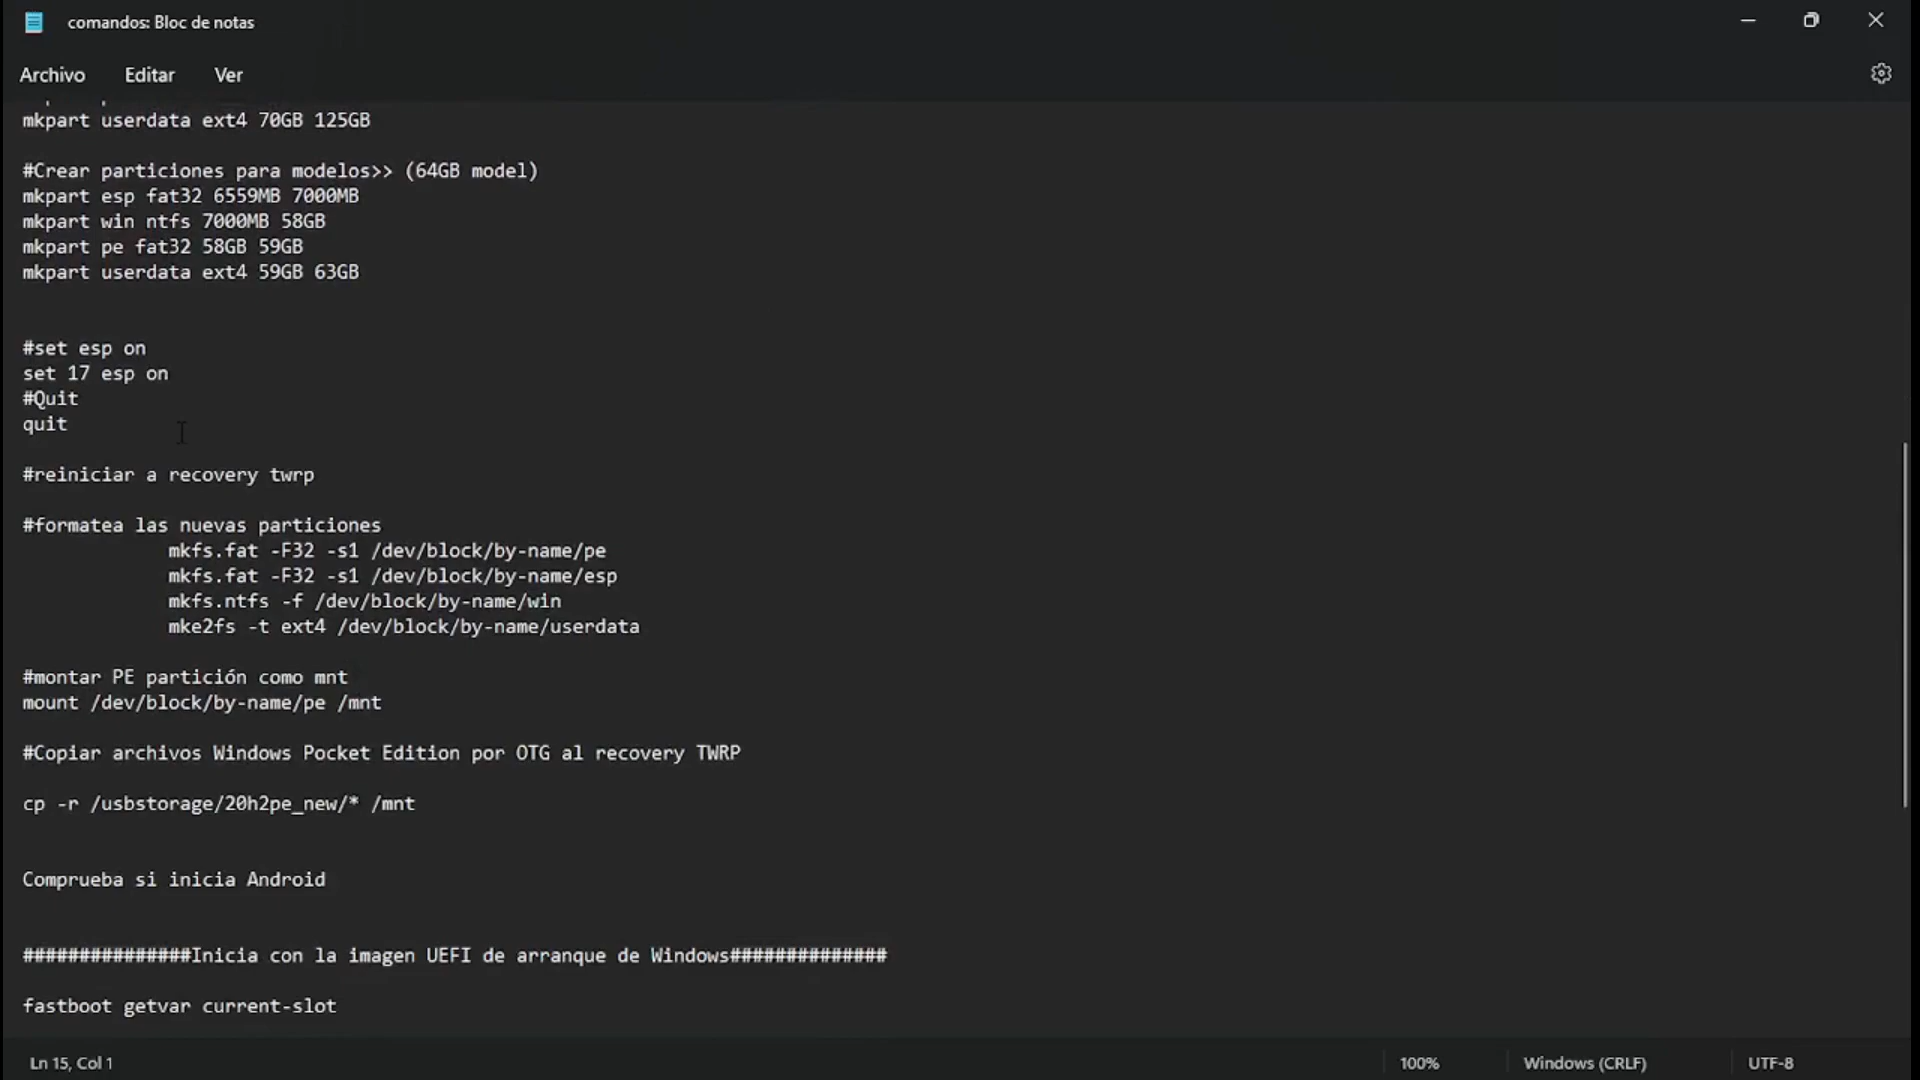 comandos: Bloc de notas
Archivo Editar Ver
mkpart userdata ext4 70GB 125GB
#Crear particiones para modelos>> (64GB model)
mkpart esp fat32 6559MB 7000MB
mkpart win ntfs 7000MB 58GB
mkpart pe fat32 58GB 59GB
mkpart userdata ext4 59GB 63GB
#set esp on
set 17 esp on
#Quit
quit
#reiniciar a recovery twrp
#formatea las nuevas particiones
mkfs.fat -F32 -s1 /dev/block/by-name/pe
mkfs.fat -F32 -s1 /dev/block/by-name/esp
mkfs.ntfs -f /dev/block/by-name/win
mke2fs -t ext4 /dev/block/by-name/userdata
#montar PE partición como mnt
mount /dev/block/by-name/pe /mnt
#Copiar archivos Windows Pocket Edition por OTG al recovery TWRP
cp -r /usbstorage/20h2pe_new/* /mnt
Comprueba si inicia Android
###############Inicia con la imagen UEFI de arranque de Windows##############
fastboot getvar current-slot
Ln 15, Col 1 100% Windows (CRLF) UTF-8